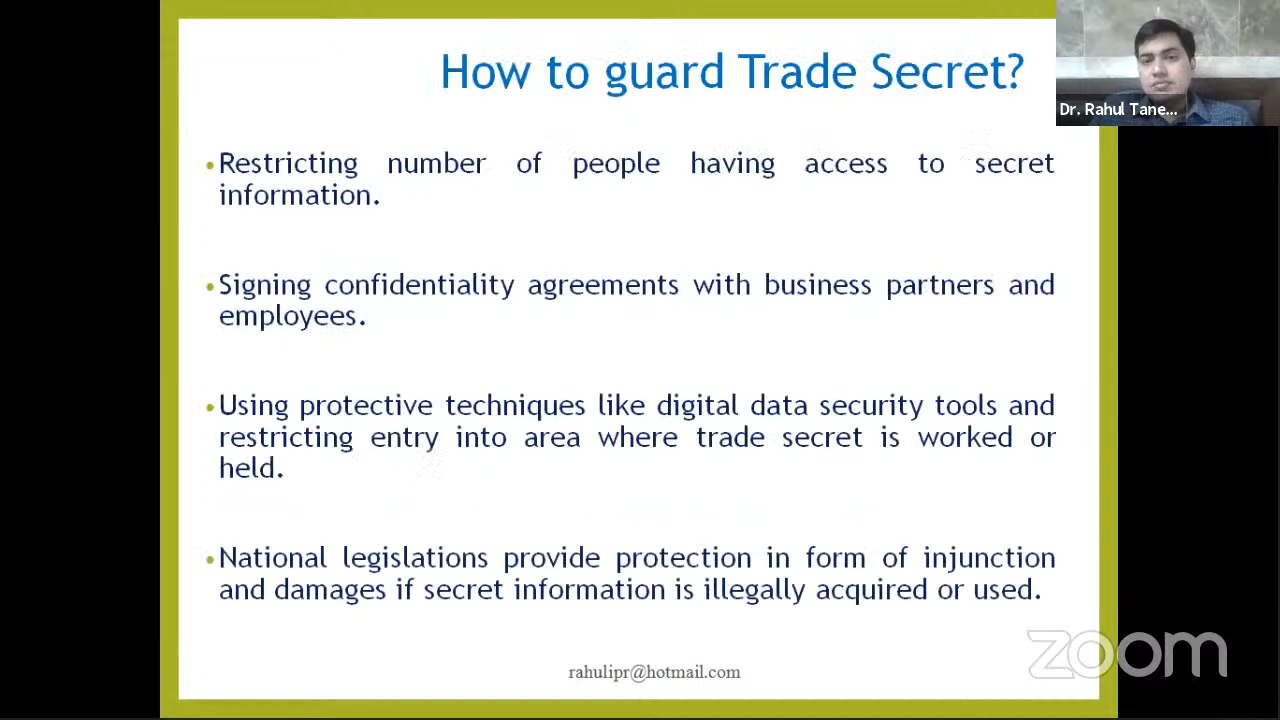 How to guard Trade Secret?
Dr. Rahul Tane...
•Restricting number of people having access to secret
information.
•Signing confidentiality agreements with business partners and
employees.
•Using protective techniques like digital data security tools and
restricting entry into area where trade secret is worked or
held.
•National legislations provide protection in form of injunction
and damages if secret information is illegally acquired or used.
zoom
rahulipr@hotmail.com